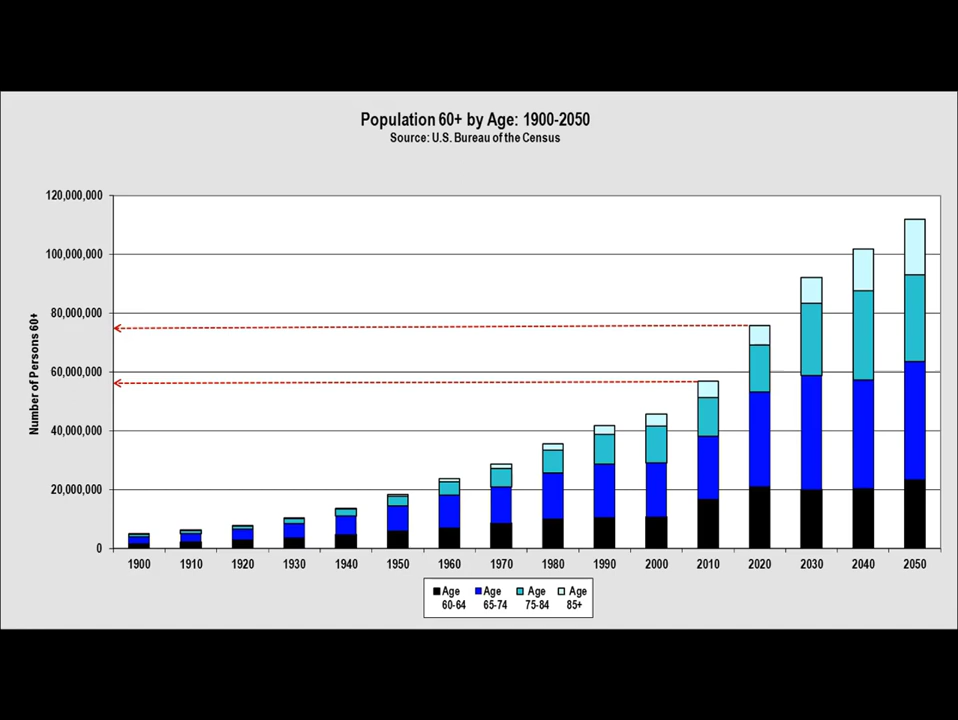 Population 60+ by Age: 1900-2050
Source: U.S. Bureau of the Census
120,000,000
100,000,000
80,000,000
60,000,000
40,000,000
20,000,000
0
Number of Persons 60+
1900 1910 1920 1930 1940 1950 1960 1970 1980 1990 2000 2010 2020 2030 2040 2050
Age Age Age Age
60-64 65-74 75-84 85+